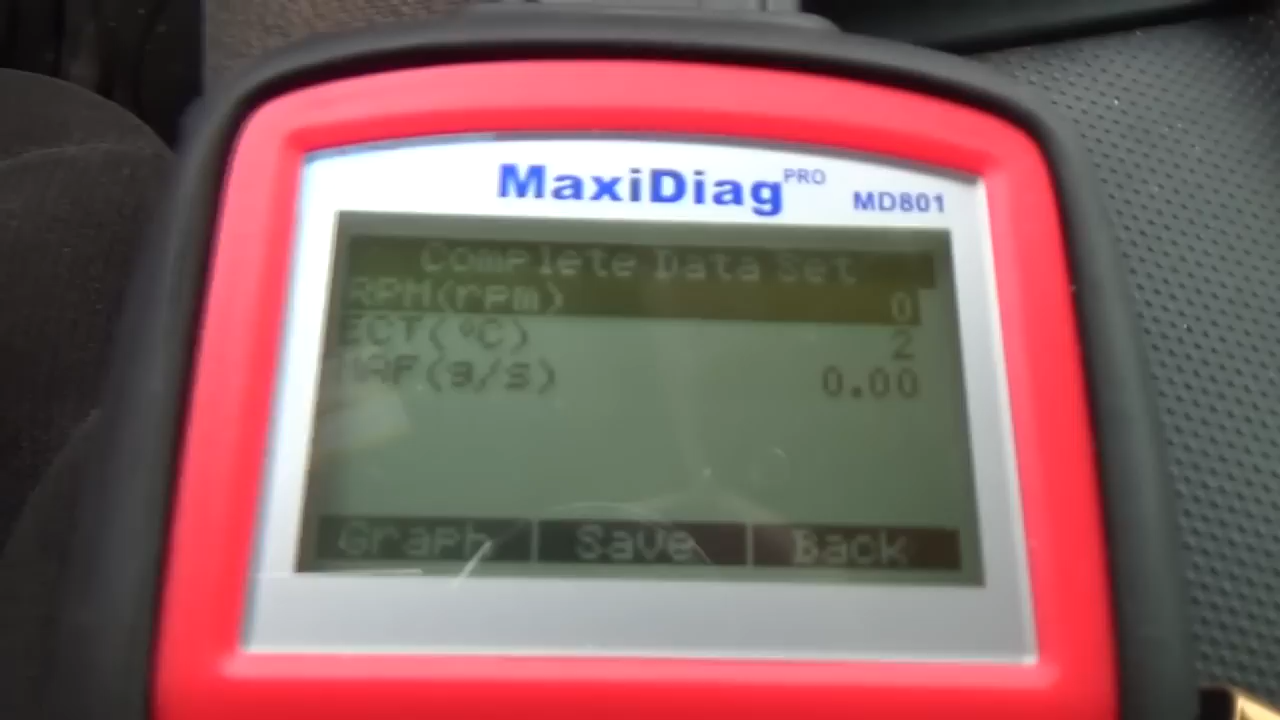 MaxiDiag PRO MD801
Complete Data Set
RPM(rpm) 0
ECT(°C) 2
MAF(g/s) 0.00
Graph Save Back